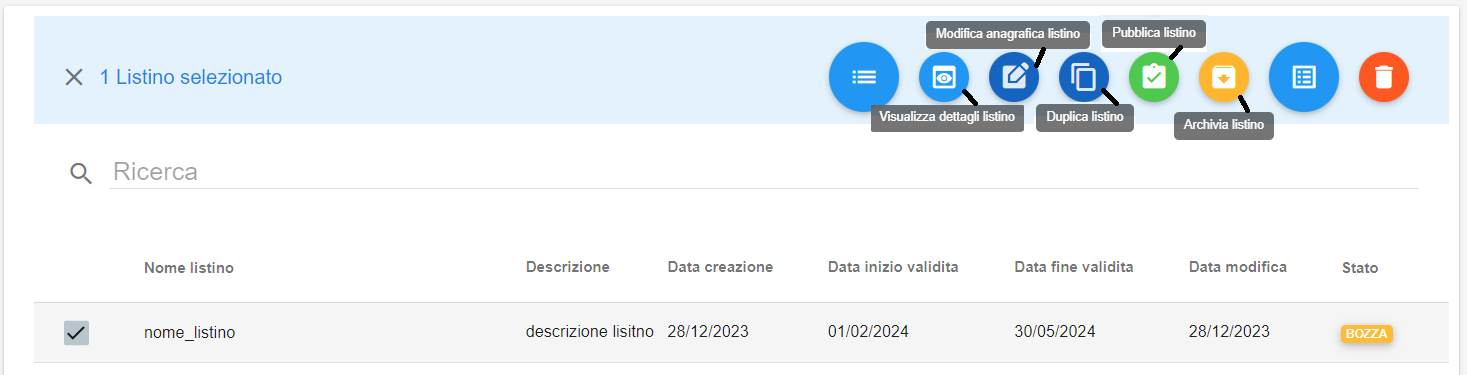 1 Listino selezionato
Modifica anagrafica listino
Pubblica listino
Visualizza dettagli listino
Duplica listino
Archivia listino
Ricerca
Nome listino Descrizione Data creazione Data inizio validita Data fine validita Data modifica Stato
nome_listino descrizione lisitno 28/12/2023 01/02/2024 30/05/2024 28/12/2023 BOZZA